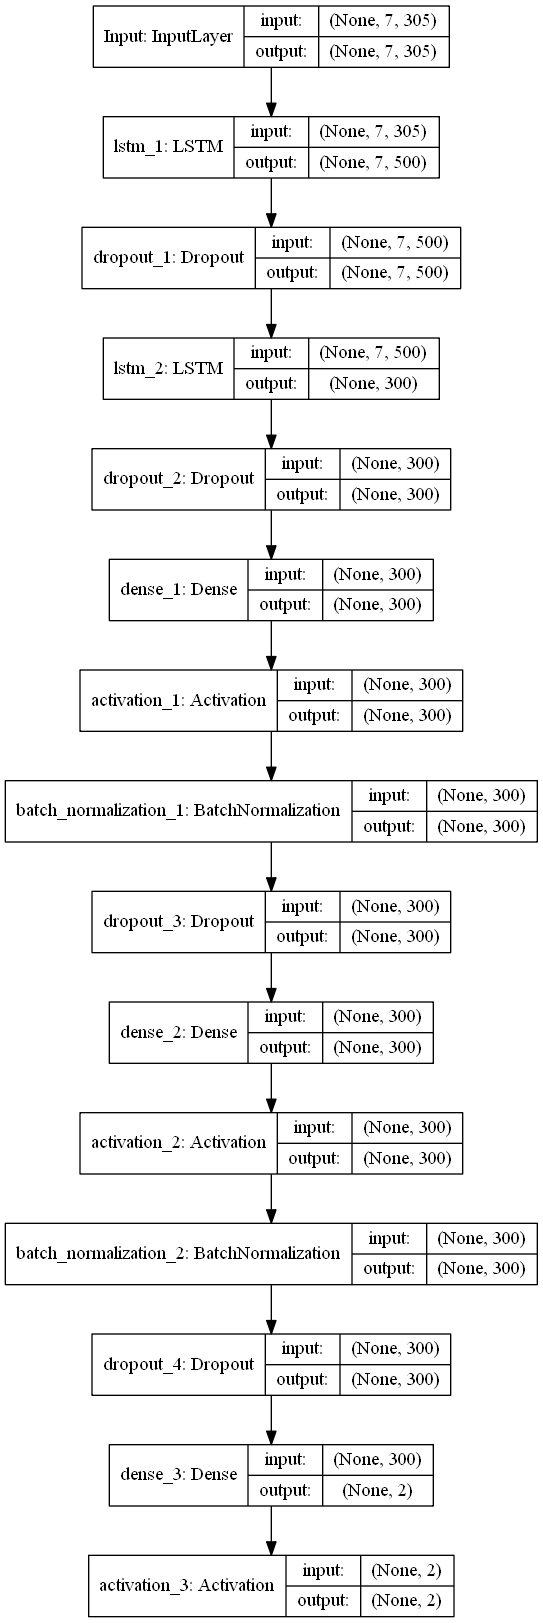 Input: InputLayer
input: (None, 7, 305)
output: (None, 7, 305)
lstm_1: LSTM
input: (None, 7, 305)
output: (None, 7, 500)
dropout_1: Dropout
input: (None, 7, 500)
output: (None, 7, 500)
lstm_2: LSTM
input: (None, 7, 500)
output: (None, 300)
dropout_2: Dropout
input: (None, 300)
output: (None, 300)
dense_1: Dense
input: (None, 300)
output: (None, 300)
activation_1: Activation
input: (None, 300)
output: (None, 300)
batch_normalization_1: BatchNormalization
input: (None, 300)
output: (None, 300)
dropout_3: Dropout
input: (None, 300)
output: (None, 300)
dense_2: Dense
input: (None, 300)
output: (None, 300)
activation_2: Activation
input: (None, 300)
output: (None, 300)
batch_normalization_2: BatchNormalization
input: (None, 300)
output: (None, 300)
dropout_4: Dropout
input: (None, 300)
output: (None, 300)
dense_3: Dense
input: (None, 300)
output: (None, 2)
activation_3: Activation
input: (None, 2)
output: (None, 2)